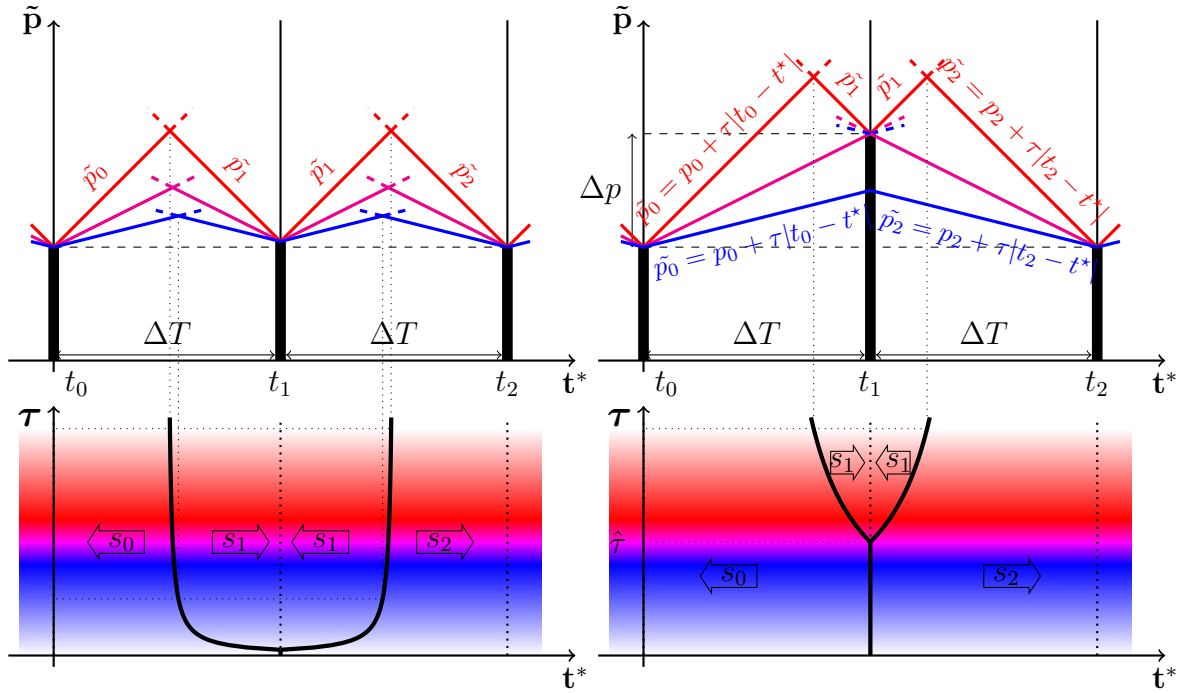 p̃
p̃₀
p̃₁
p̃₁
p̃₂
ΔT
ΔT
t₀
t₁
t₂
t*
τ
s₀
s₁
s₁
s₂
t*
p̃
Δp
p̃₀ = p₀ + τ|t₀ − t⋆|
p̃₁
p̃₁
p̃₂ = p₂ + τ|t₂ − t⋆|
p̃₀ = p₀ + τ|t₀ − t⋆|
p̃₂ = p₂ + τ|t₂ − t⋆|
ΔT
ΔT
t₀
t₁
t₂
t*
τ
τ̂
s₁
s₁
s₀
s₂
t*